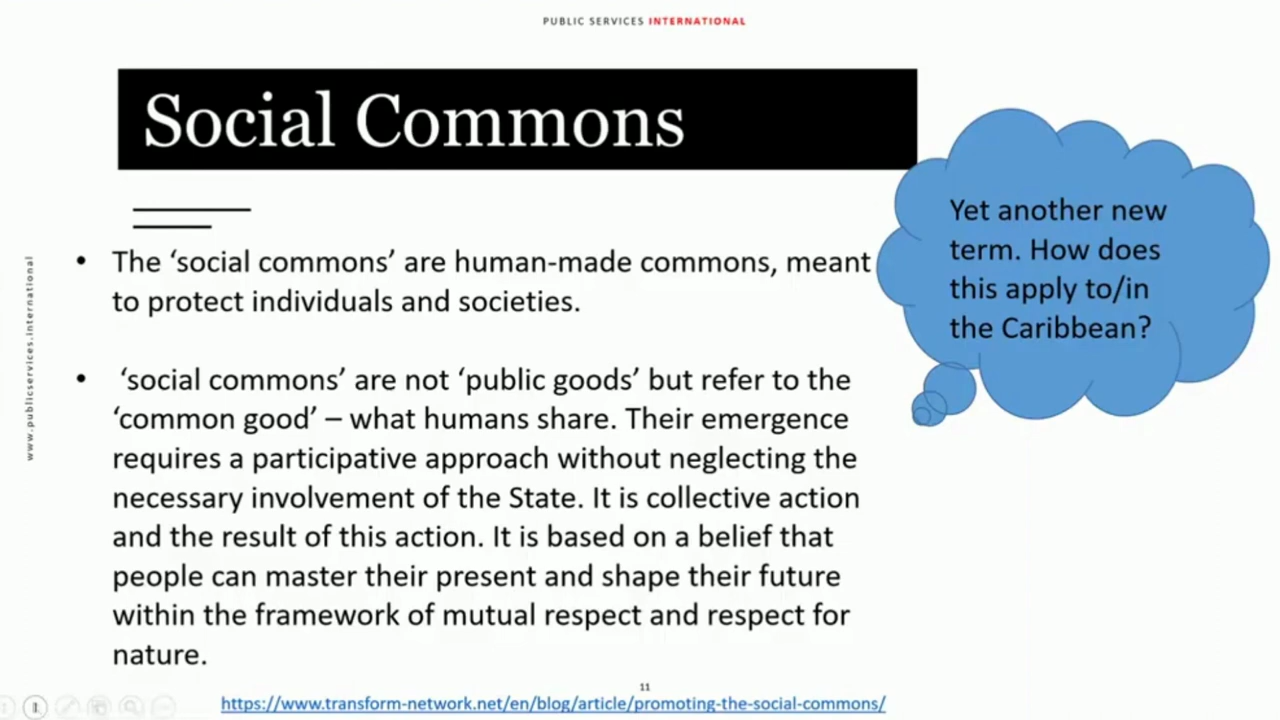 PUBLIC SERVICES INTERNATIONAL
Social Commons
• The ‘social commons’ are human-made commons, meant
to protect individuals and societies.
• ‘social commons’ are not ‘public goods’ but refer to the
‘common good’ – what humans share. Their emergence
requires a participative approach without neglecting the
necessary involvement of the State. It is collective action
and the result of this action. It is based on a belief that
people can master their present and shape their future
within the framework of mutual respect and respect for
nature.
Yet another new
term. How does
this apply to/in
the Caribbean?
www.publicservices.international
11
https://www.transform-network.net/en/blog/article/promoting-the-social-commons/